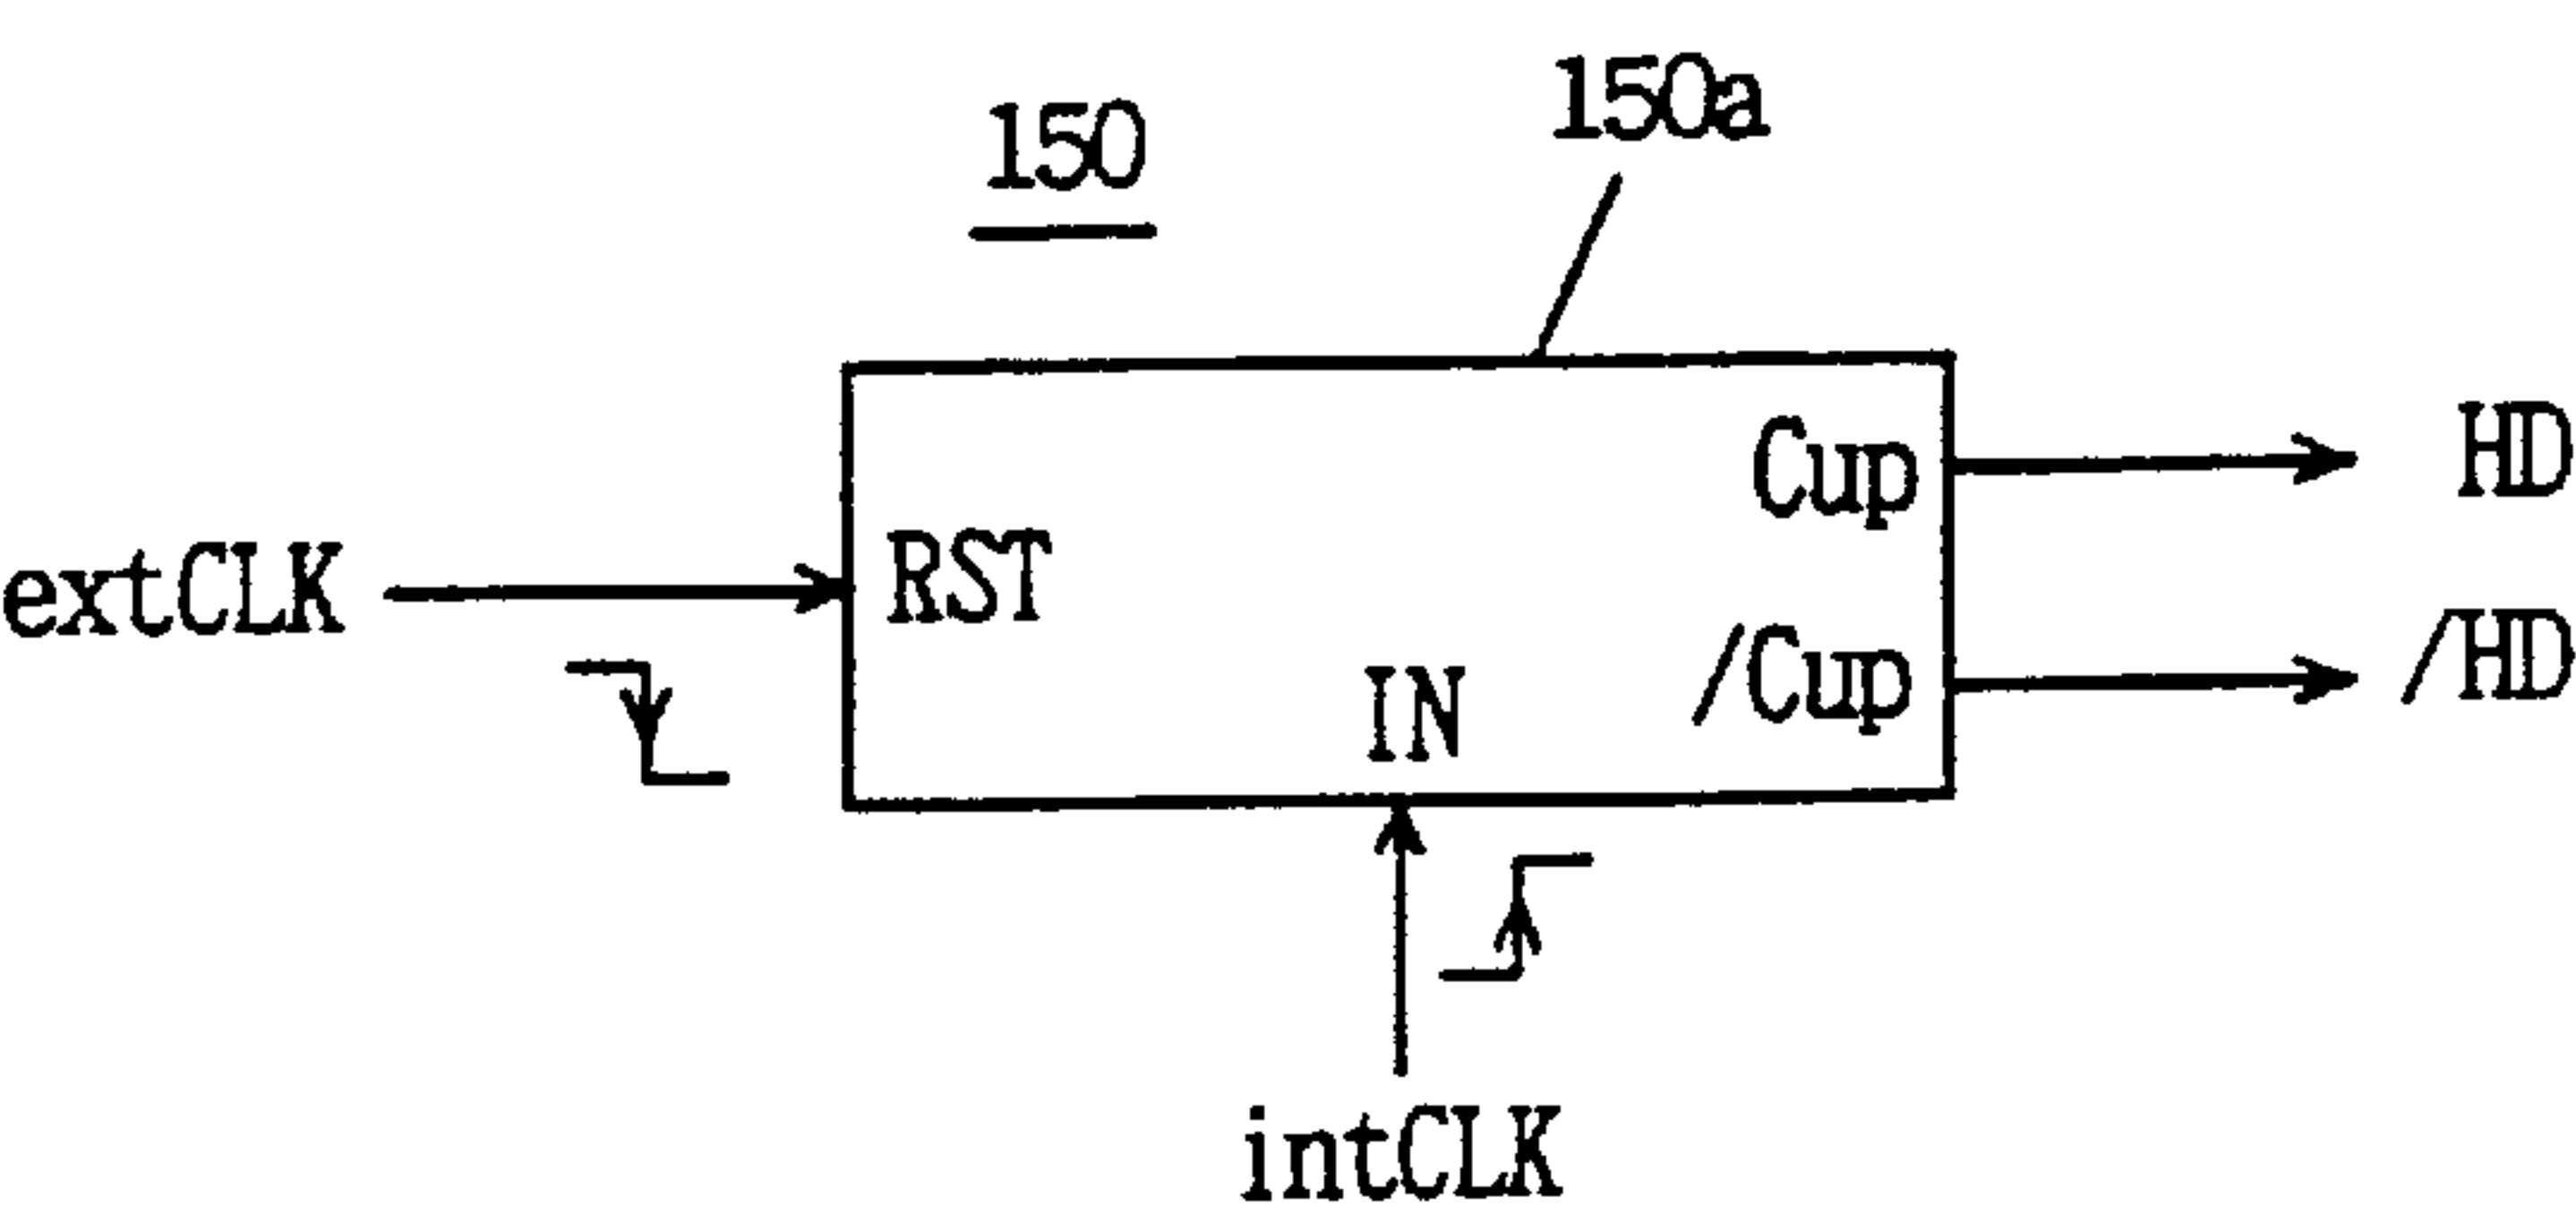 150
150a
Cup
HD
extCLK
RST
/Cup
/HD
IN
intCLK